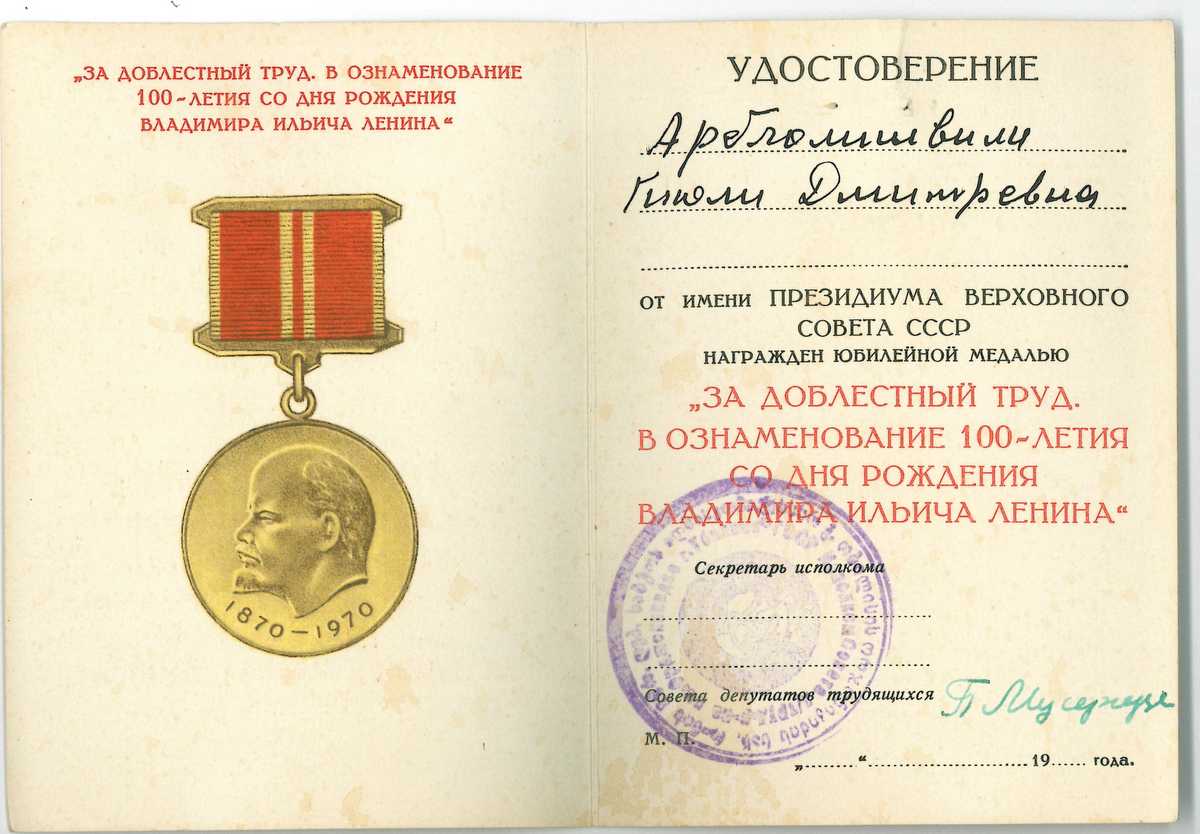 „ЗА ДОБЛЕСТНЫЙ ТРУД. В ОЗНАМЕНОВАНИЕ
100-ЛЕТИЯ СО ДНЯ РОЖДЕНИЯ
ВЛАДИМИРА ИЛЬИЧА ЛЕНИНА“
1870–1970
УДОСТОВЕРЕНИЕ
Дмитревна
ОТ ИМЕНИ ПРЕЗИДИУМА ВЕРХОВНОГО
СОВЕТА СССР
НАГРАЖДЕН ЮБИЛЕЙНОЙ МЕДАЛЬЮ
„ЗА ДОБЛЕСТНЫЙ ТРУД.
В ОЗНАМЕНОВАНИЕ 100-ЛЕТИЯ
СО ДНЯ РОЖДЕНИЯ
ВЛАДИМИРА ИЛЬИЧА ЛЕНИНА“
Секретарь исполкома
Совета депутатов трудящихся
М. П.
„........“ 19...... года.